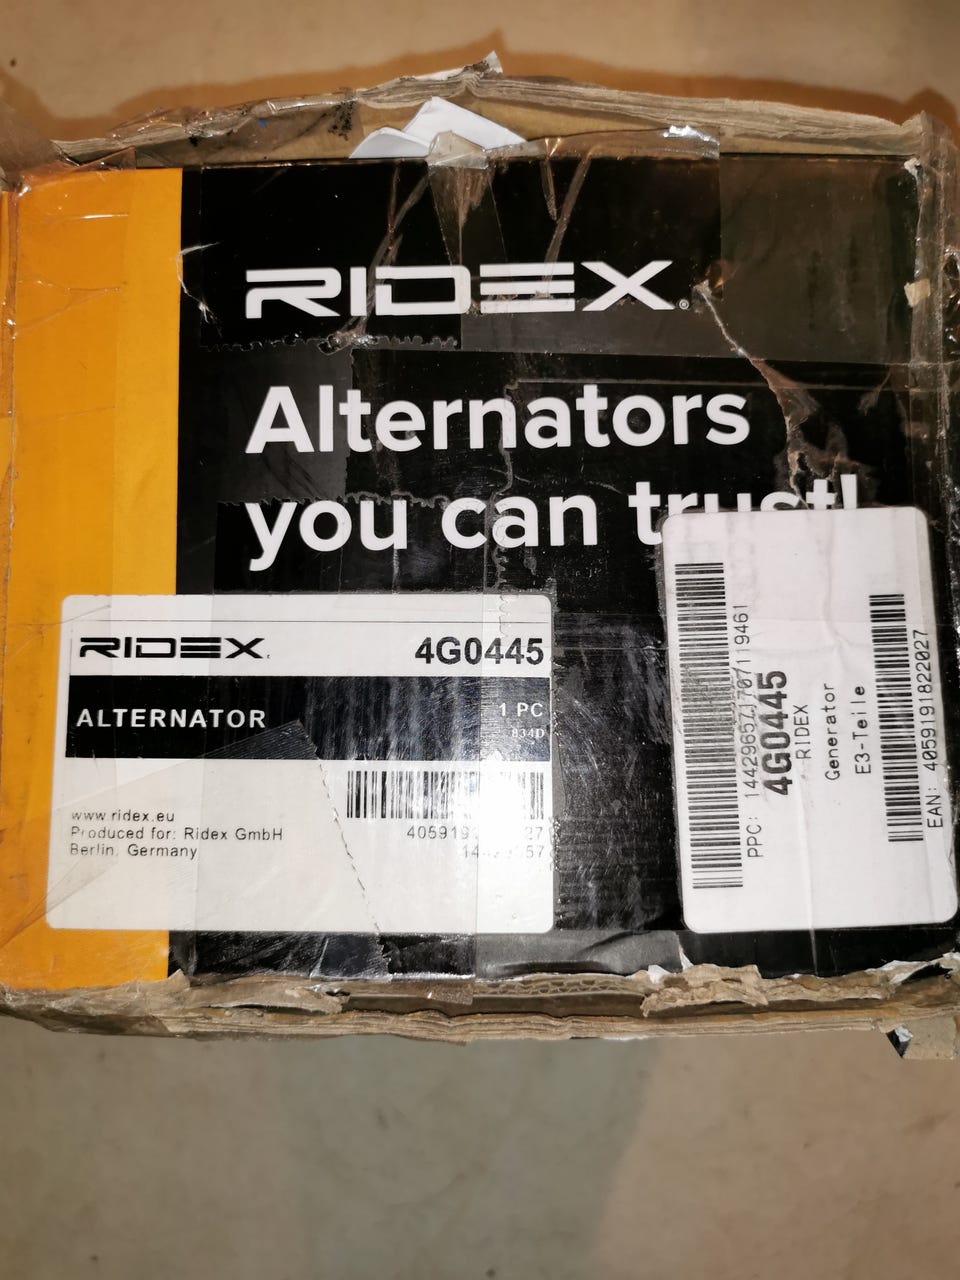 RIDEX®
Alternators
you can trust!
RIDEX
4G0445
ALTERNATOR
1 PC
834D
www.ridex.eu
Produced for: Ridex GmbH
Berlin, Germany
PPC:
4G0445
RIDEX
Generator
E3-Teile
EAN: 4059191822027